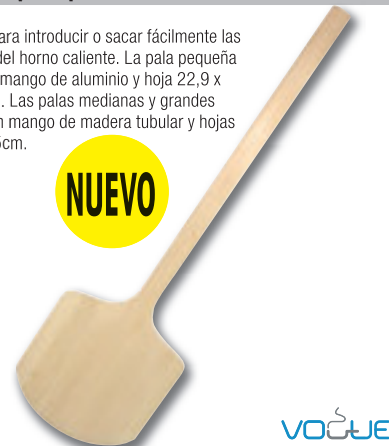 ara introducir o sacar fácilmente las
del horno caliente. La pala pequeña
mango de aluminio y hoja 22,9 x
. Las palas medianas y grandes
n mango de madera tubular y hojas
5cm.
NUEVO
VOGUE